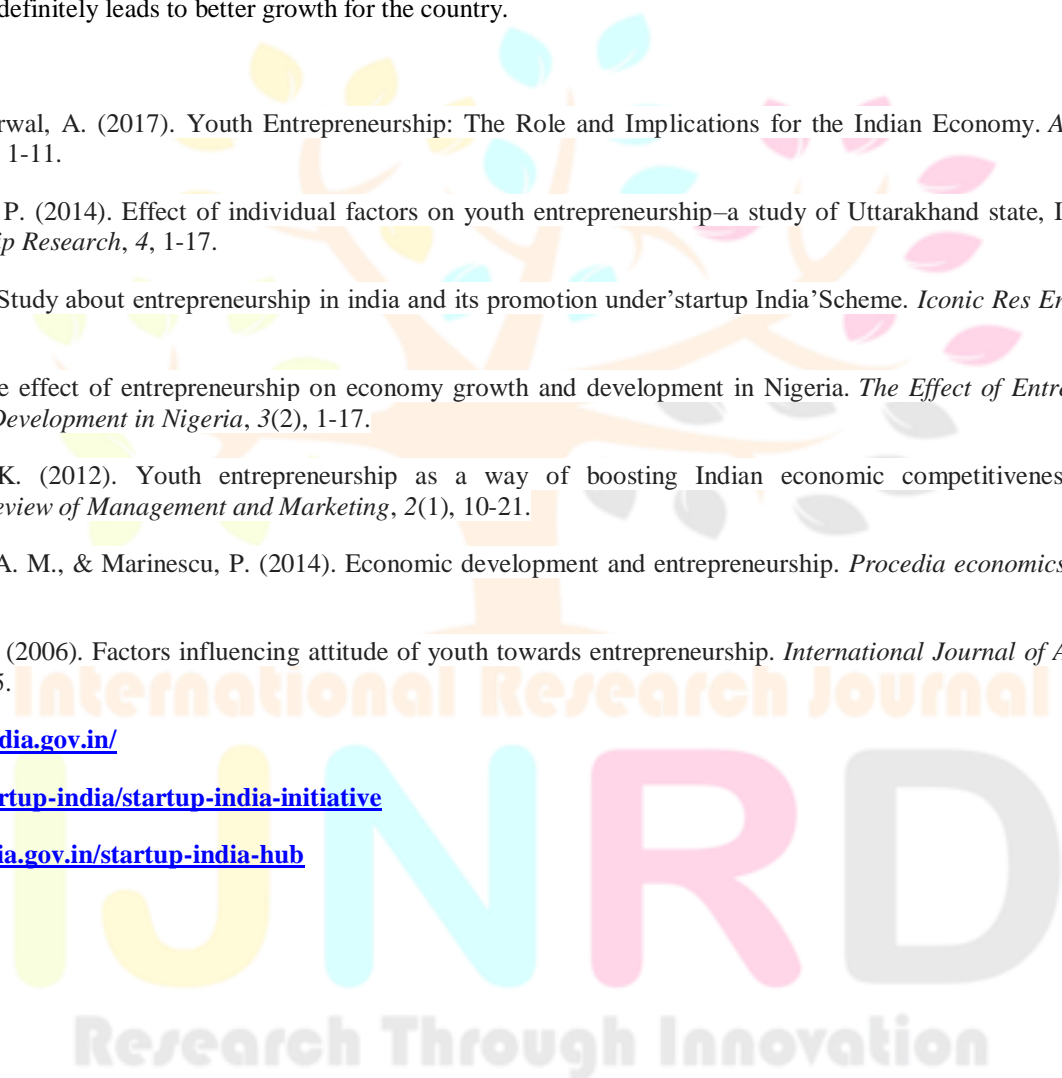 definitely leads to better growth for the country.
rwal, A. (2017). Youth Entrepreneurship: The Role and Implications for the Indian Economy. A
1-11.
P. (2014). Effect of individual factors on youth entrepreneurship–a study of Uttarakhand state, I
ip Research, 4, 1-17.
Study about entrepreneurship in india and its promotion under’startup India’Scheme. Iconic Res En
e effect of entrepreneurship on economy growth and development in Nigeria. The Effect of Entre
Development in Nigeria, 3(2), 1-17.
K. (2012). Youth entrepreneurship as a way of boosting Indian economic competitivenes
eview of Management and Marketing, 2(1), 10-21.
A. M., & Marinescu, P. (2014). Economic development and entrepreneurship. Procedia economics
(2006). Factors influencing attitude of youth towards entrepreneurship. International Journal of A
5.
International Research Journal
dia.gov.in/
rtup-india/startup-india-initiative
ia.gov.in/startup-india-hub
IJNRD
Research Through Innovation